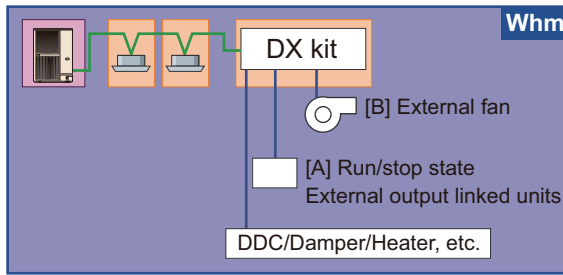 Whm
DX kit
[B] External fan
[A] Run/stop state
External output linked units
DDC/Damper/Heater, etc.